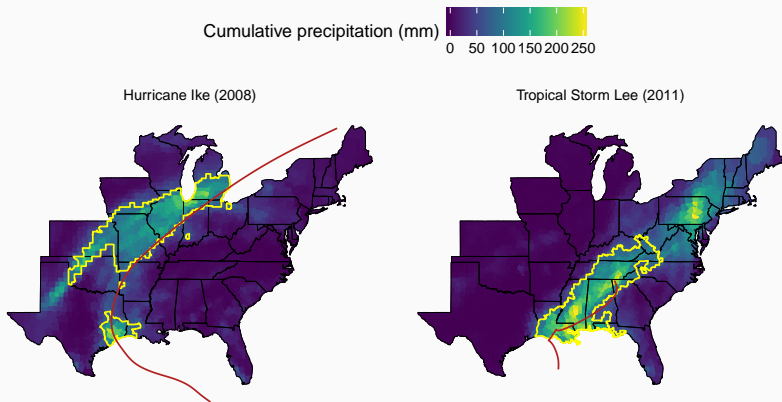 Cumulative precipitation (mm)
0 50 100 150 200 250
Hurricane Ike (2008)
Tropical Storm Lee (2011)